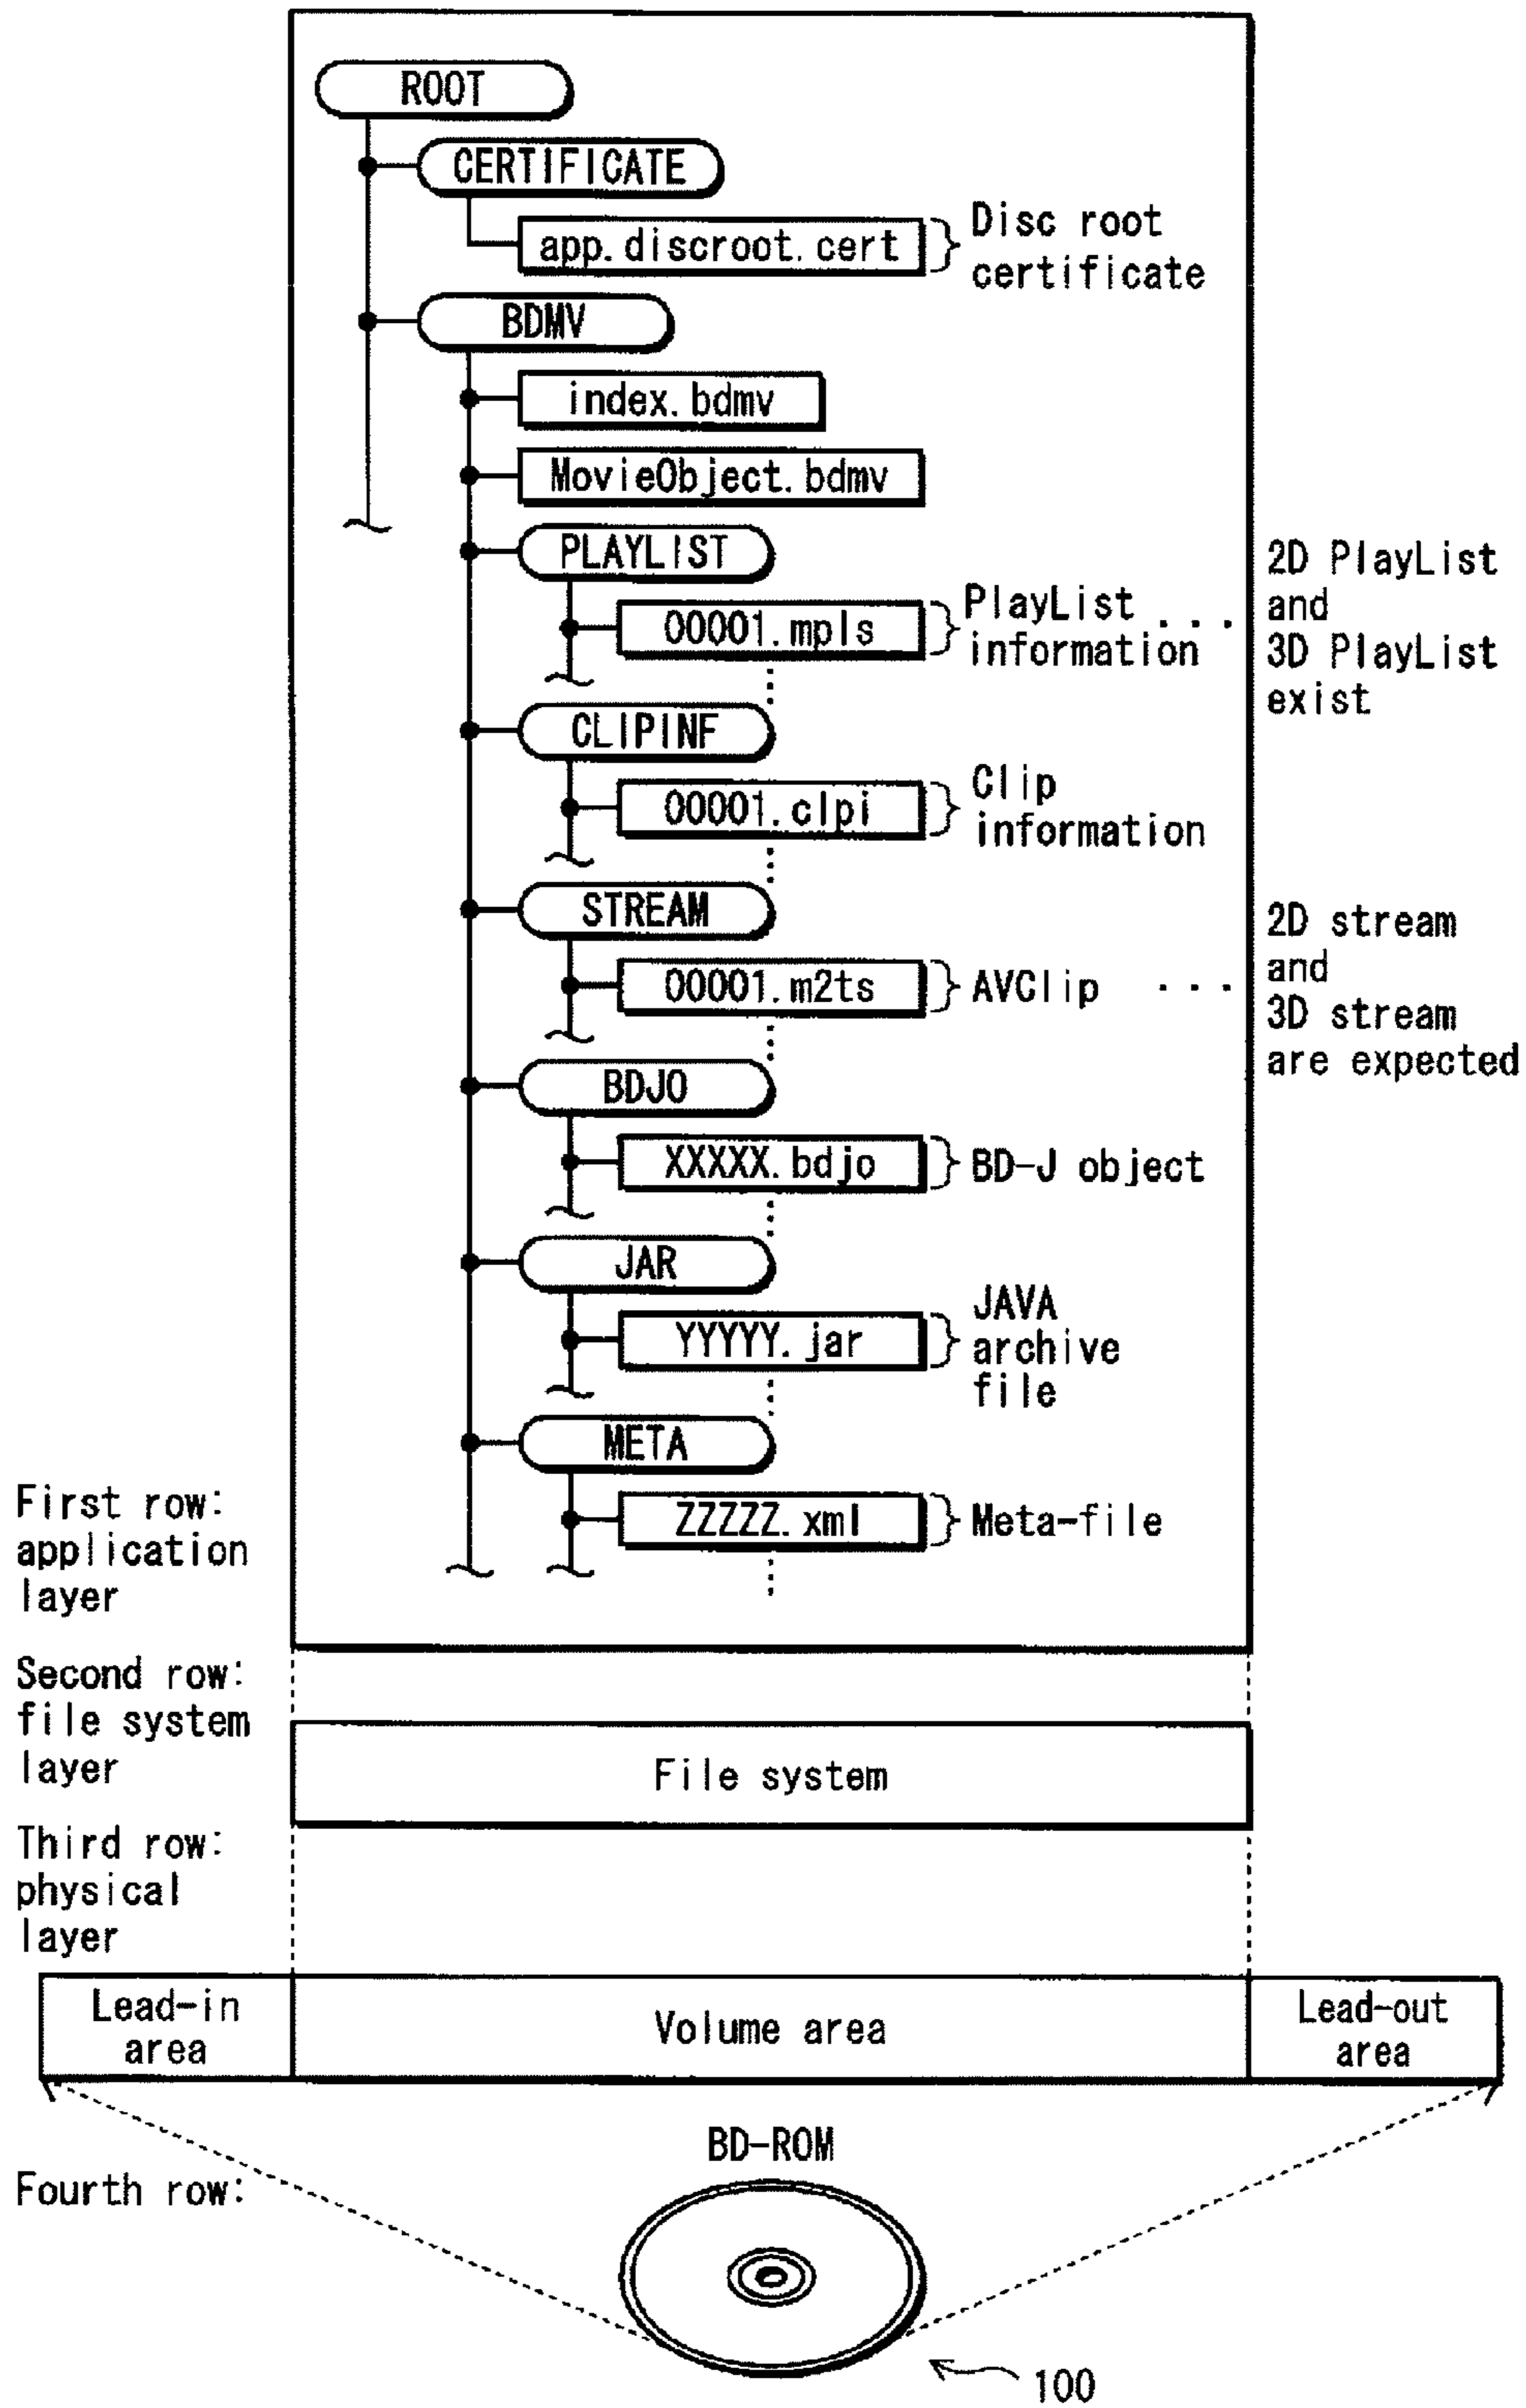 ROOT
CERTIFICATE
app.discroot.cert
Disc root
certificate
BDMV
index.bdmv
MovieObject.bdmv
PLAYLIST
00001.mpls
PlayList
information
...
2D PlayList
and
3D PlayList
exist
CLIPINF
00001.clpi
Clip
information
STREAM
00001.m2ts
AVClip
...
2D stream
and
3D stream
are expected
BDJO
XXXXX.bdjo
BD-J object
JAR
YYYYY.jar
JAVA
archive
file
META
ZZZZZ.xml
Meta-file
First row:
application
layer
Second row:
file system
layer
File system
Third row:
physical
layer
Lead-in
area
Volume area
Lead-out
area
BD-ROM
Fourth row:
100